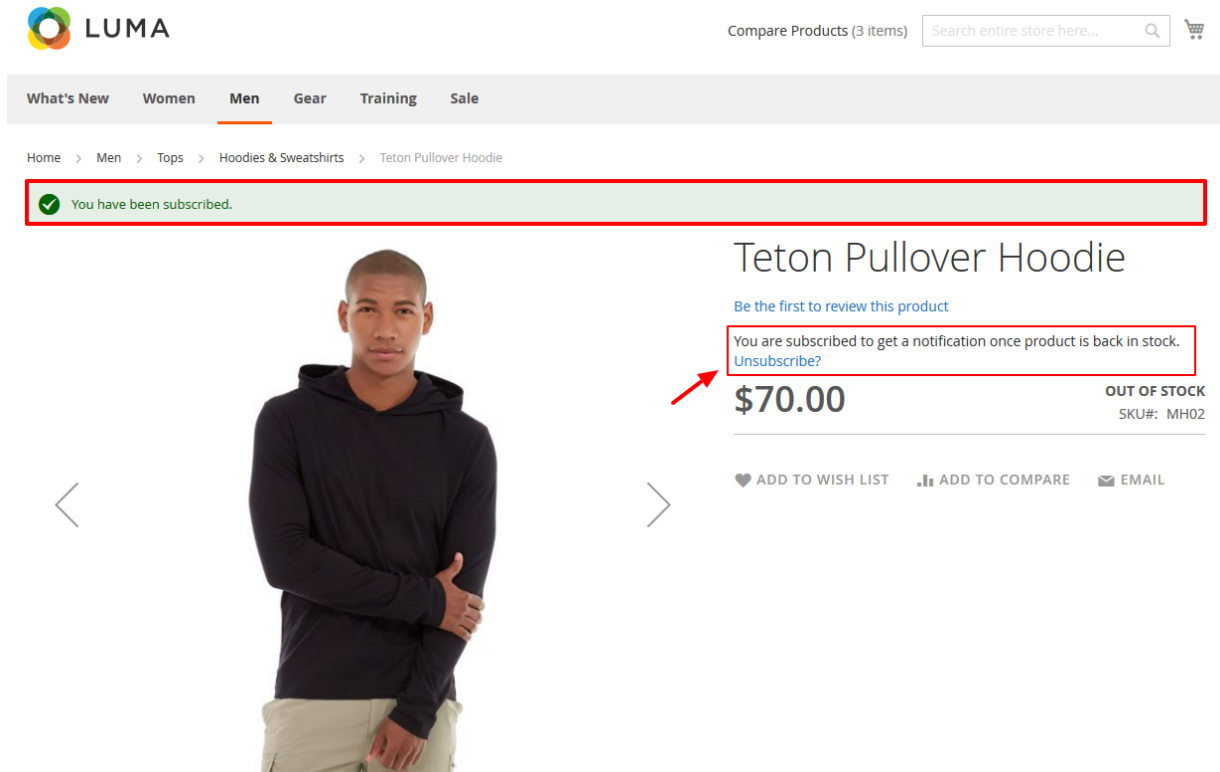 LUMA
Compare Products (3 items)
Search entire store here...
What's New Women Men Gear Training Sale
Home > Men > Tops > Hoodies & Sweatshirts > Teton Pullover Hoodie
You have been subscribed.
Teton Pullover Hoodie
Be the first to review this product
You are subscribed to get a notification once product is back in stock.
Unsubscribe?
$70.00
OUT OF STOCK
SKU#: MH02
ADD TO WISH LIST ADD TO COMPARE EMAIL